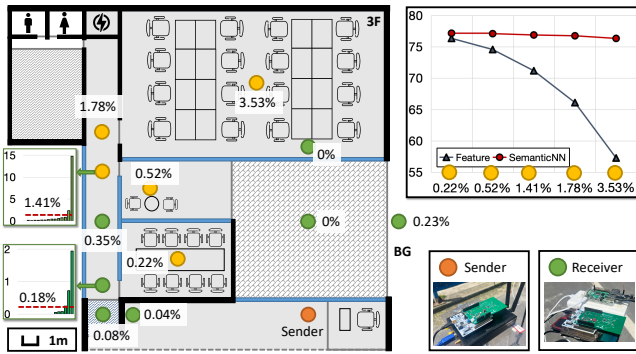 3F
1.78%
3.53%
0%
15
10
5
0
1.41%
0.52%
0%
0.23%
0.35%
0.22%
2
1
0
0.18%
0.04%
0.08%
Sender
1m
80
75
70
65
60
55
Feature
SemanticNN
0.22% 0.52% 1.41% 1.78% 3.53%
BG
Sender
Receiver